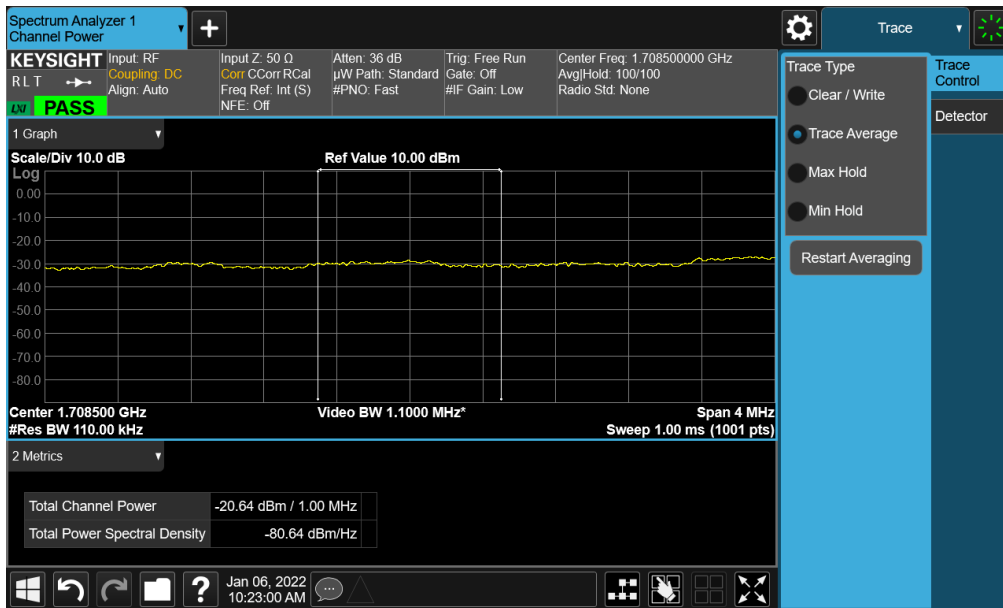 Spectrum Analyzer 1
Channel Power
+
Trace
KEYSIGHT
RLT
LXI
PASS
Input: RF
Coupling: DC
Align: Auto
Input Z: 50 Ω
Corr CCorr RCal
Freq Ref: Int (S)
NFE: Off
Atten: 36 dB
µW Path: Standard
#PNO: Fast
Trig: Free Run
Gate: Off
#IF Gain: Low
Center Freq: 1.708500000 GHz
Avg|Hold: 100/100
Radio Std: None
Trace Type
Clear / Write
Trace Average
Max Hold
Min Hold
Restart Averaging
Trace
Control
Detector
1 Graph
Scale/Div 10.0 dB
Ref Value 10.00 dBm
Log
0.00
-10.0
-20.0
-30.0
-40.0
-50.0
-60.0
-70.0
-80.0
Center 1.708500 GHz
Video BW 1.1000 MHz*
Span 4 MHz
#Res BW 110.00 kHz
Sweep 1.00 ms (1001 pts)
2 Metrics
Total Channel Power -20.64 dBm / 1.00 MHz
Total Power Spectral Density -80.64 dBm/Hz
?
Jan 06, 2022
10:23:00 AM